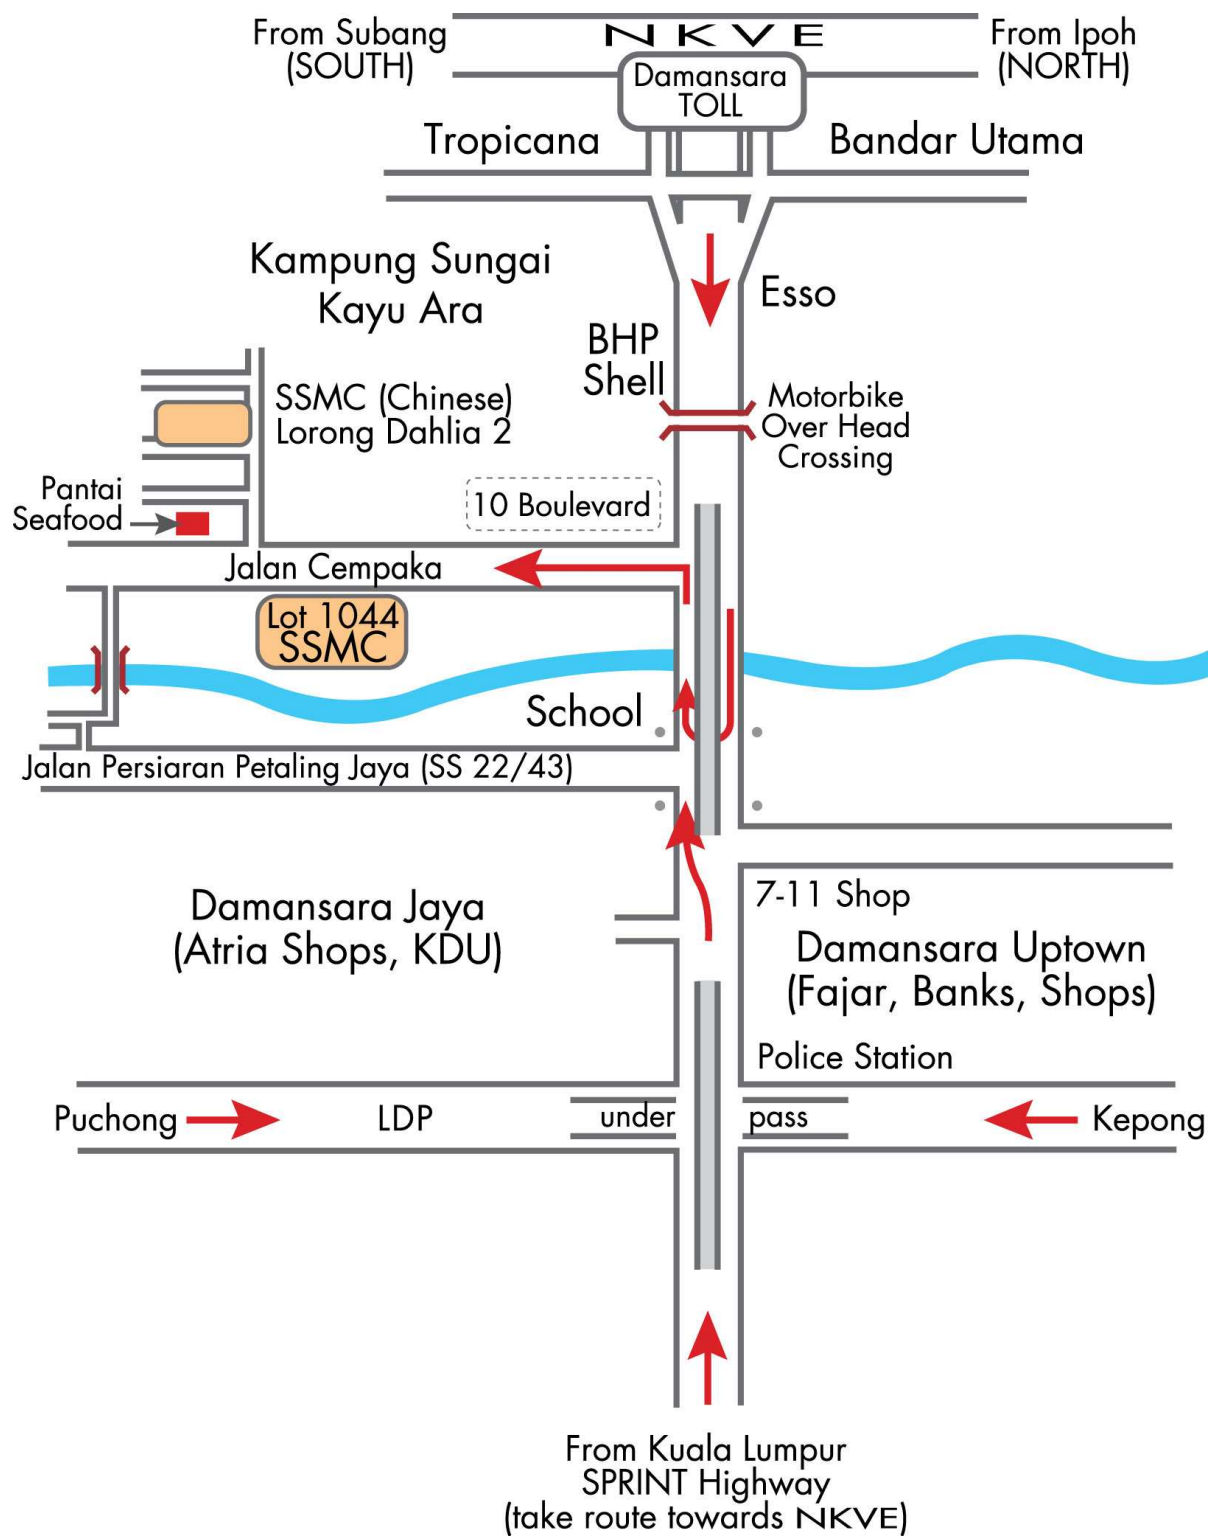 From Subang
(SOUTH)
NKVE
From Ipoh
(NORTH)
Damansara
TOLL
Tropicana
Bandar Utama
Kampung Sungai
Kayu Ara
Esso
BHP
Shell
Motorbike
Over Head
Crossing
SSMC (Chinese)
Lorong Dahlia 2
Pantai
Seafood
10 Boulevard
Jalan Cempaka
Lot 1044
SSMC
School
Jalan Persiaran Petaling Jaya (SS 22/43)
7-11 Shop
Damansara Jaya
(Atria Shops, KDU)
Damansara Uptown
(Fajar, Banks, Shops)
Police Station
Puchong
LDP
under
pass
Kepong
From Kuala Lumpur
SPRINT Highway
(take route towards NKVE)